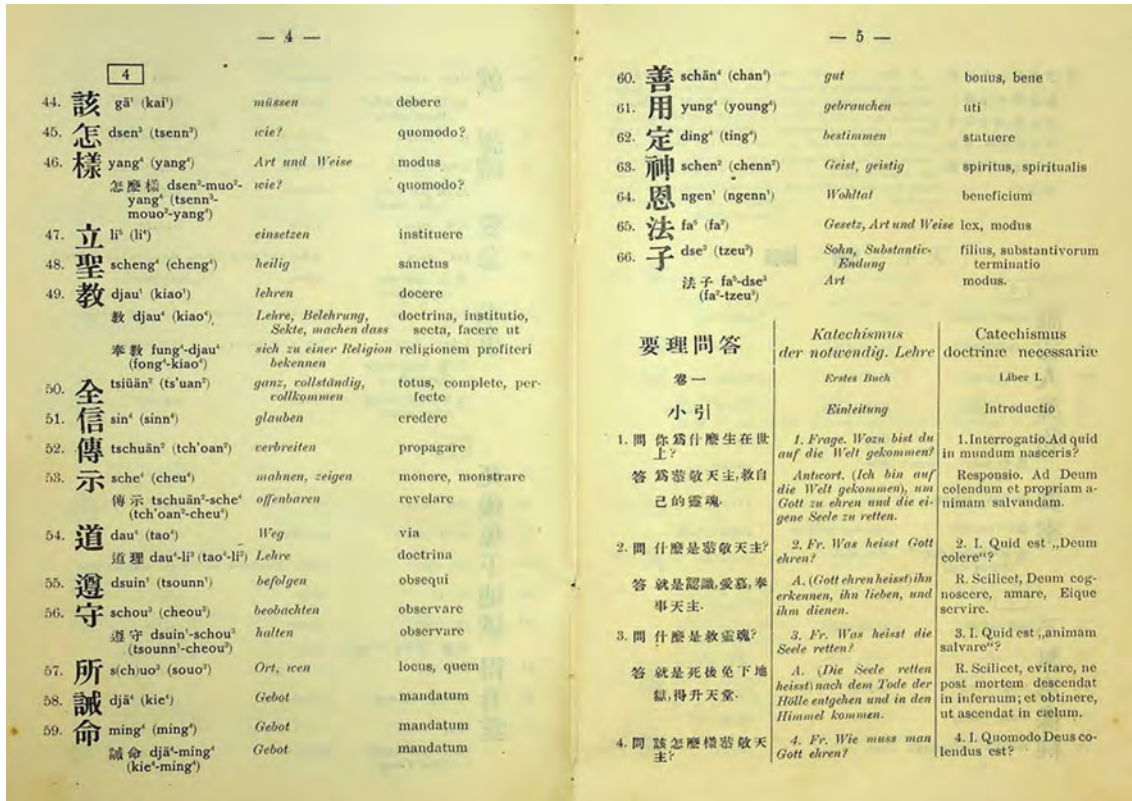 — 4 —
4
44. 該 gä¹ (kai¹) müssen debere
45. 怎 dsen³ (tsenn³) wie? quomodo?
46. 樣 yang⁴ (yang⁴) Art und Weise modus
怎麼樣 dsen³-muo²- wie? quomodo?
yang⁴ (tsenn³-
mouo²-yang⁴)
47. 立 li⁵ (li⁴) einsetzen instituere
48. 聖 scheng⁴ (cheng⁴) heilig sanctus
49. 教 djau¹ (kiao¹) lehren docere
教 djau⁴ (kiao⁴) Lehre, Belehrung, doctrina, institutio,
Sekte, machen dass secta, facere ut
奉教 fung⁴-djau⁴ sich zu einer Religion religionem profiteri
(fong⁴-kiao⁴) bekennen
50. 全 tsiüän² (ts'uan²) ganz, vollständig, totus, complete, per-
vollkommen fecte
51. 信 sin⁴ (sinn⁴) glauben credere
52. 傳 tschuän² (tch'oan²) verbreiten propagare
53. 示 sche⁴ (cheu⁴) mahnen, zeigen monere, monstrare
傳示 tschuän²-sche⁴ offenbaren revelare
(tch'oan²-cheu⁴)
54. 道 dau⁴ (tao⁴) Weg via
道理 dau⁴-li³ (tao⁴-li³) Lehre doctrina
55. 遵 dsuin¹ (tsounn¹) befolgen obsequi
56. 守 schou³ (cheou³) beobachten observare
遵守 dsuin¹-schou³ halten observare
(tsounn¹-cheou³)
57. 所 s(ch)uo³ (souo³) Ort, wen locus, quem
58. 誡 djä⁴ (kie⁴) Gebot mandatum
59. 命 ming⁴ (ming⁴) Gebot mandatum
誡命 djä⁴-ming⁴ Gebot mandatum
(kie⁴-ming⁴)
— 5 —
60. 善 schän⁴ (chan⁴) gut bonus, bene
61. 用 yung⁴ (young⁴) gebrauchen uti
62. 定 ding⁴ (ting⁴) bestimmen statuere
63. 神 schen² (chenn²) Geist, geistig spiritus, spiritualis
64. 恩 ngen¹ (ngenn¹) Wohltat beneficium
65. 法 fa⁵ (fa²) Gesetz, Art und Weise lex, modus
66. 子 dse³ (tzeu³) Sohn, Substantiv- filius, substantivorum
Endung terminatio
法子 fa⁵-dse³ Art modus.
(fa²-tzeu³)
要理問答
卷一
小引
1. 問 你爲什麼生在世
上?
答 爲恭敬天主,救自
己的靈魂.
2. 問 什麼是恭敬天主?
答 就是認識,愛慕,奉
事天主.
3. 問 什麼是救靈魂?
答 就是死後免下地
獄,得升天堂.
4. 問 該怎麼樣恭敬天
主?
Katechismus
der notwendig. Lehre
Erstes Buch
Einleitung
1. Frage. Wozu bist du
auf die Welt gekommen?
Antwort. (Ich bin auf
die Welt gekommen), um
Gott zu ehren und die ei-
gene Seele zu retten.
2. Fr. Was heisst Gott
ehren?
A. (Gott ehren heisst) ihn
erkennen, ihn lieben, und
ihm dienen.
3. Fr. Was heisst die
Seele retten?
A. (Die Seele retten
heisst) nach dem Tode der
Hölle entgehen und in den
Himmel kommen.
4. Fr. Wie muss man
Gott ehren?
Catechismus
doctrinæ necessariæ
Liber I.
Introductio
1. Interrogatio. Ad quid
in mundum nasceris?
Responsio. Ad Deum
colendum et propriam a-
nimam salvandam.
2. I. Quid est „Deum
colere“?
R. Scilicet, Deum cog-
noscere, amare, Eique
servire.
3. I. Quid est „animam
salvare“?
R. Scilicet, evitare, ne
post mortem descendat
in infernum; et obtinere,
ut ascendat in cælum.
4. I. Quomodo Deus co-
lendus est?